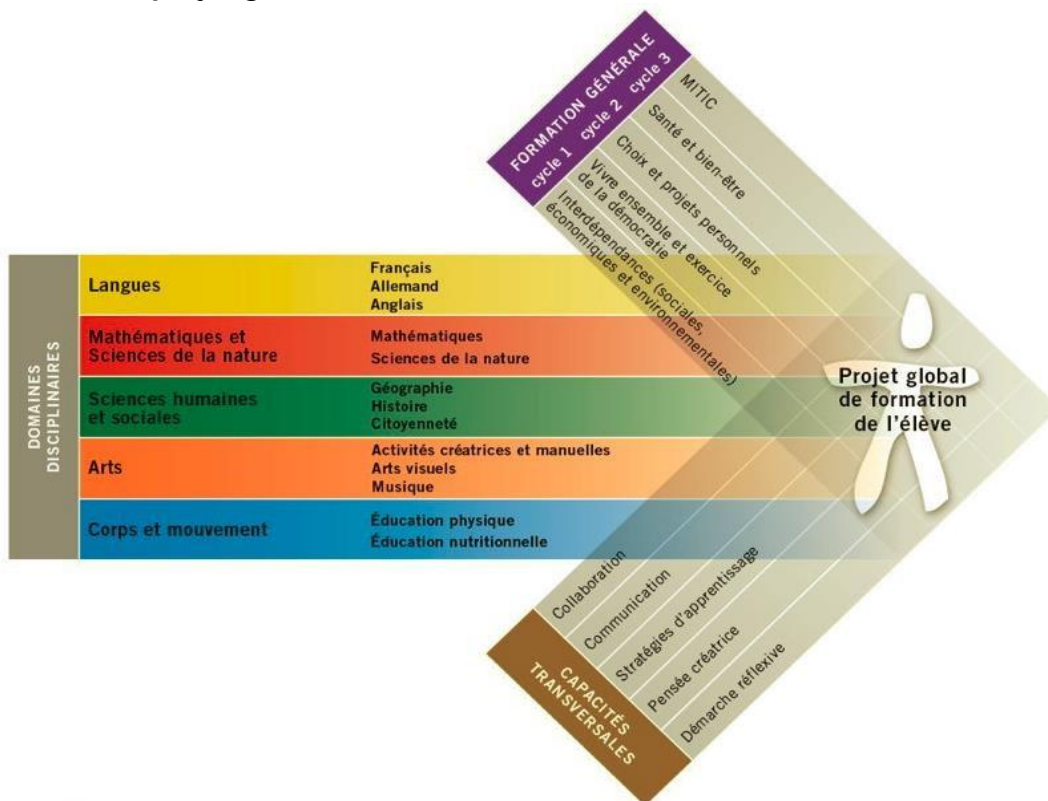 FORMATION GÉNÉRALE
cycle 1 cycle 2 cycle 3
MITIC
Santé et bien-être
Choix et projets personnels
Vivre ensemble et exercice
de la démocratie
Interdépendances (sociales,
économiques et environnementales)
DOMAINES
DISCIPLINAIRES
Langues
Français
Allemand
Anglais
Mathématiques et
Sciences de la nature
Mathématiques
Sciences de la nature
Sciences humaines
et sociales
Géographie
Histoire
Citoyenneté
Arts
Activités créatrices et manuelles
Arts visuels
Musique
Corps et mouvement
Éducation physique
Éducation nutritionnelle
Projet global
de formation
de l'élève
Collaboration
Communication
Stratégies d'apprentissage
Pensée créatrice
Démarche réflexive
CAPACITÉS
TRANSVERSALES